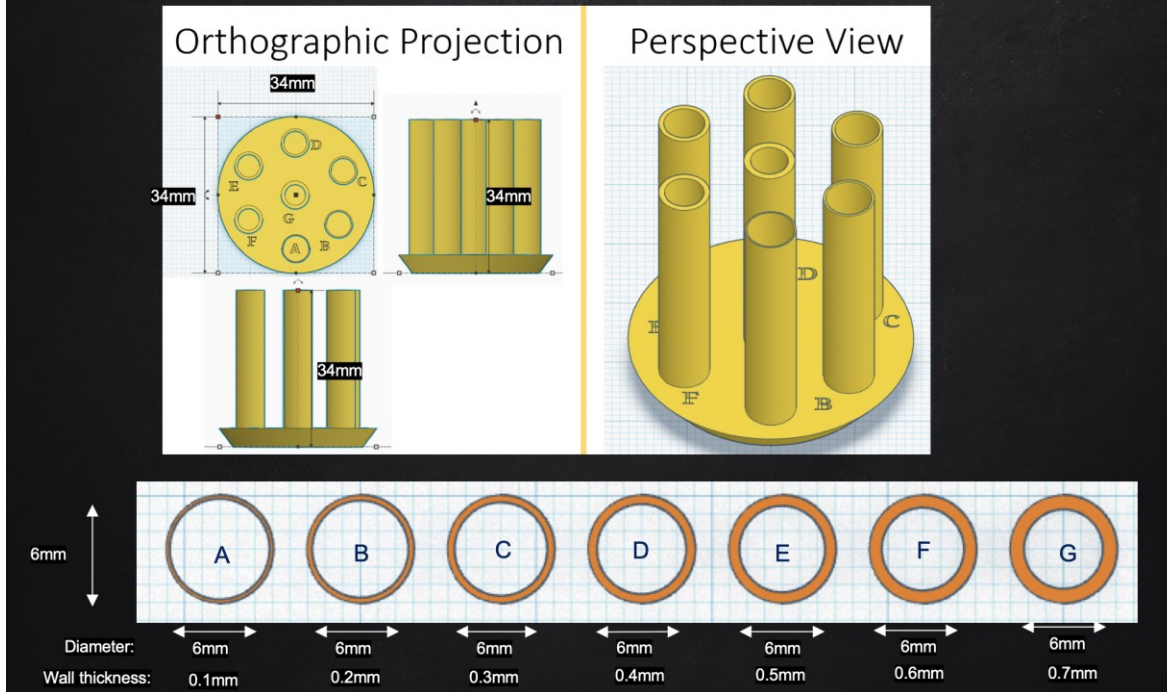 Orthographic Projection
Perspective View
34mm
34mm
D
E
C
G
F
B
A
34mm
34mm
D
E
C
F
B
6mm
A B C D E F G
Diameter: 6mm 6mm 6mm 6mm 6mm 6mm 6mm
Wall thickness: 0.1mm 0.2mm 0.3mm 0.4mm 0.5mm 0.6mm 0.7mm